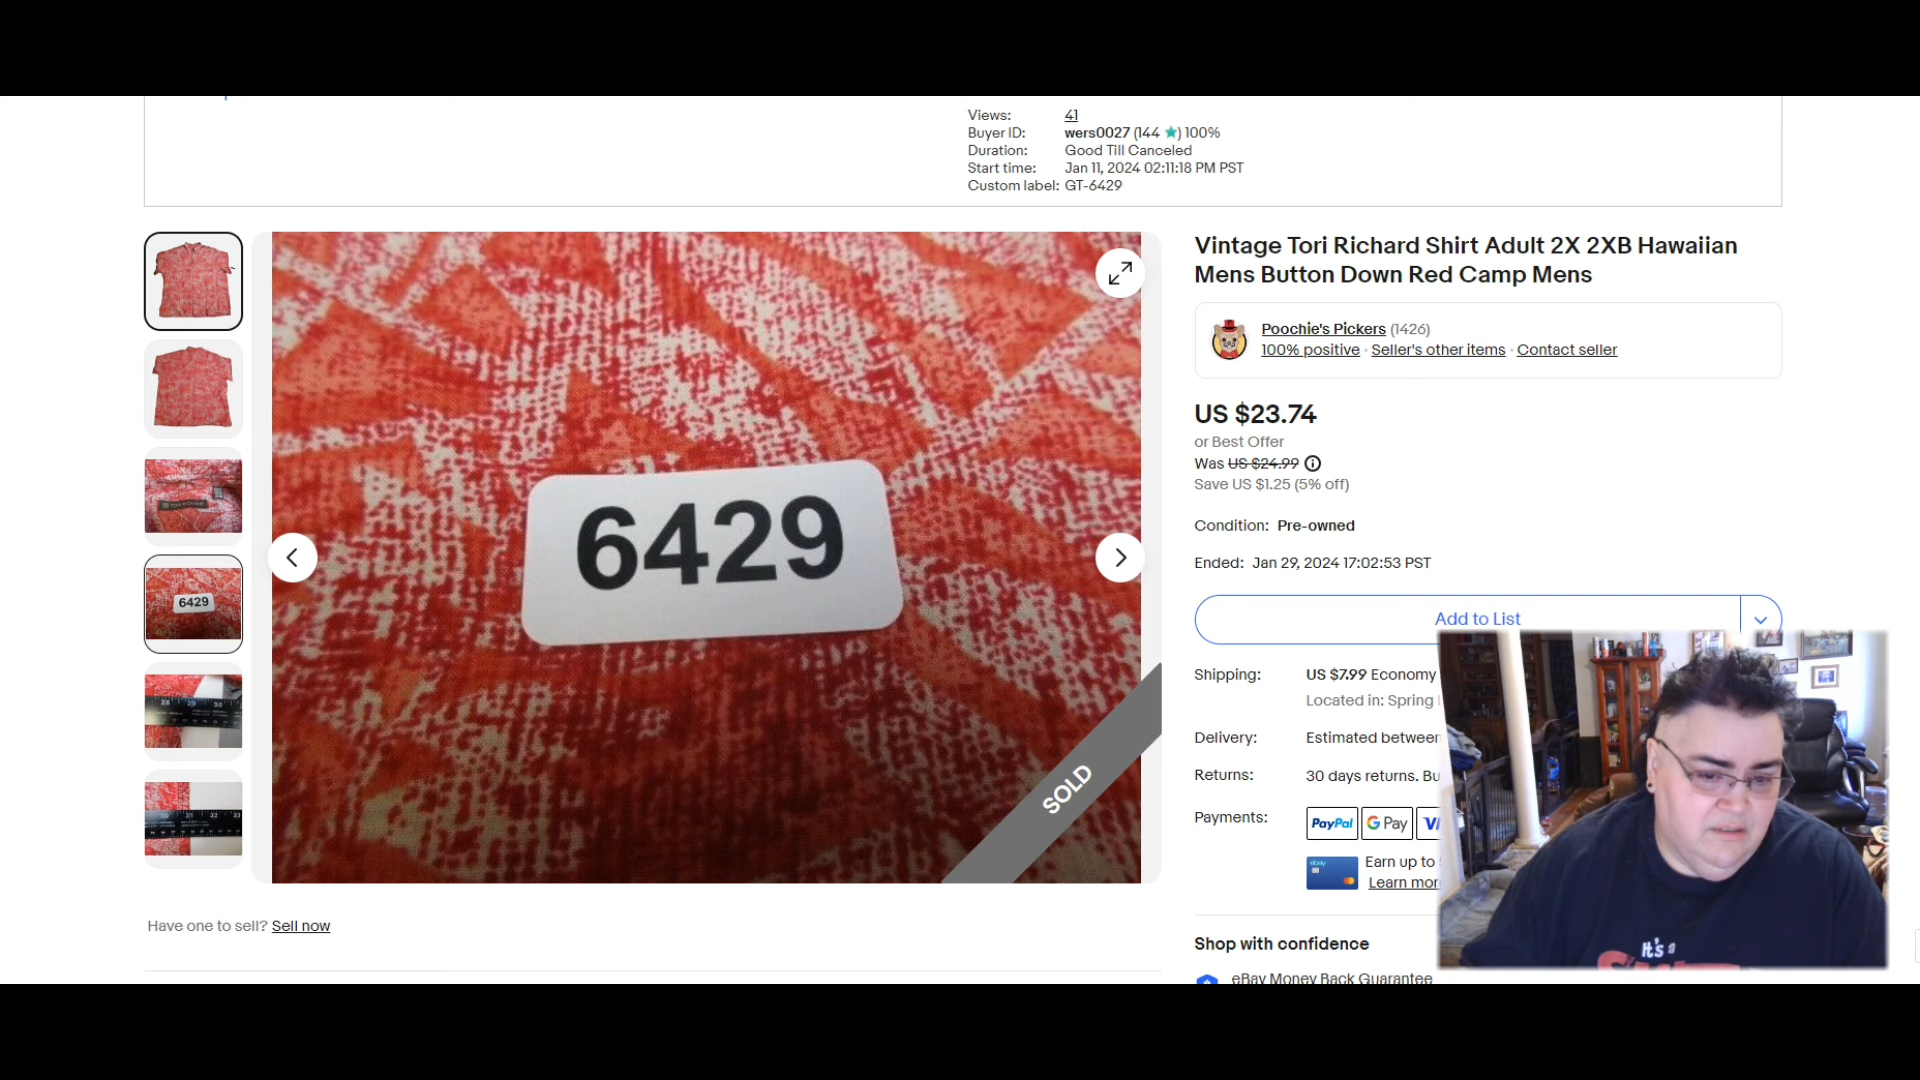 Views: 41
Buyer ID: wers0027 (144 ★) 100%
Duration: Good Till Canceled
Start time: Jan 11, 2024 02:11:18 PM PST
Custom label: GT-6429
6429
SOLD
6429
Have one to sell? Sell now
Vintage Tori Richard Shirt Adult 2X 2XB Hawaiian
Mens Button Down Red Camp Mens
Poochie's Pickers (1426)
100% positive · Seller's other items · Contact seller
US $23.74
or Best Offer
Was US $24.99
Save US $1.25 (5% off)
Condition: Pre-owned
Ended: Jan 29, 2024 17:02:53 PST
Add to List
Shipping: US $7.99 Economy
Located in: Spring
Delivery: Estimated between
Returns: 30 days returns. Bu
Payments: PayPal G Pay
ebay
Earn up to
Learn mor
Shop with confidence
eBay Money Back Guarantee
It's a